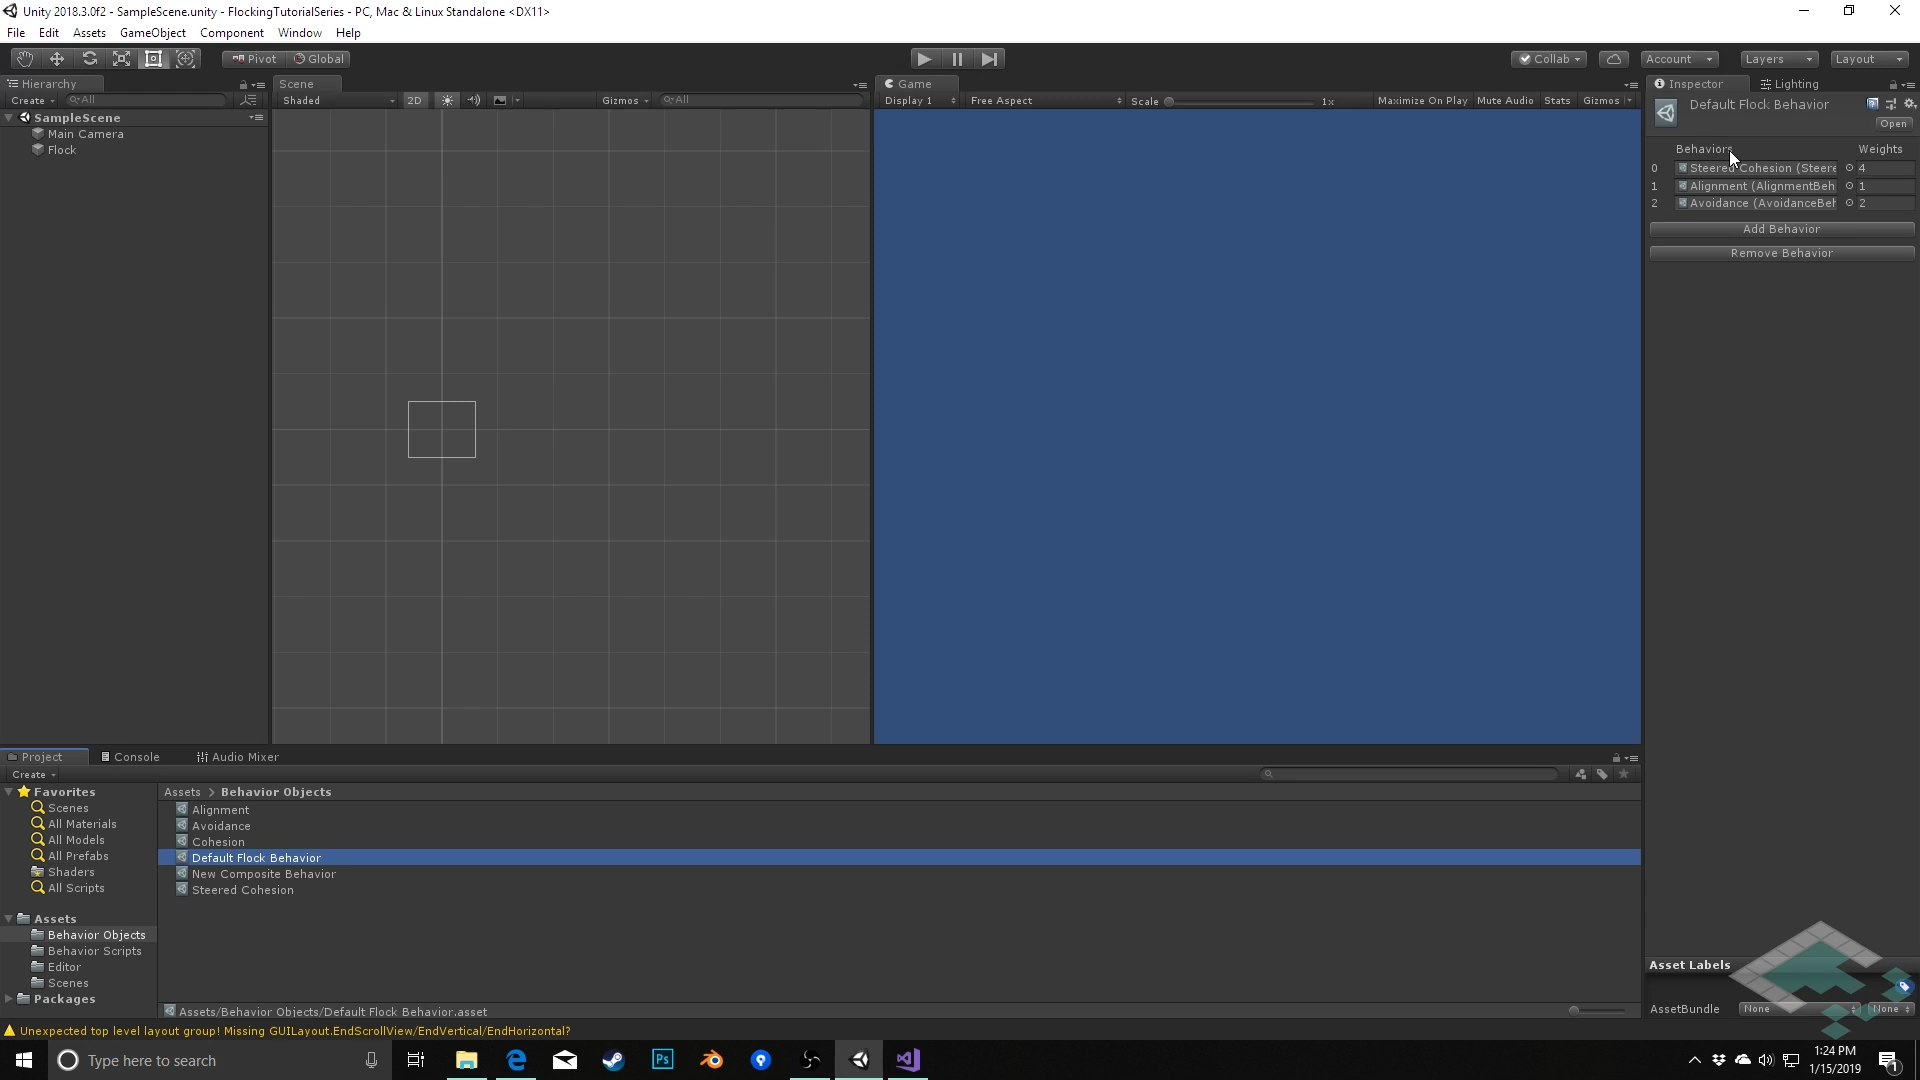 Unity 2018.3.0f2 - SampleScene.unity - FlockingTutorialSeries - PC, Mac & Linux Standalone <DX11>
File Edit Assets GameObject Component Window Help
Pivot Global Collab Account Layers Layout
Hierarchy
Create All
SampleScene
Main Camera
Flock
Scene
Shaded 2D Gizmos All
Game
Display 1 Free Aspect Scale 1x Maximize On Play Mute Audio Stats Gizmos
Inspector Lighting
Default Flock Behavior
Open
Behaviors Weights
0 Steered Cohesion (Steere 4
1 Alignment (AlignmentBeh 1
2 Avoidance (AvoidanceBeh 2
Add Behavior
Remove Behavior
Project Console Audio Mixer
Create
Favorites
Scenes
All Materials
All Models
All Prefabs
Shaders
All Scripts
Assets
Behavior Objects
Behavior Scripts
Editor
Scenes
Packages
Assets > Behavior Objects
Alignment
Avoidance
Cohesion
Default Flock Behavior
New Composite Behavior
Steered Cohesion
Assets/Behavior Objects/Default Flock Behavior.asset
Asset Labels
AssetBundle None None
Unexpected top level layout group! Missing GUILayout.EndScrollView/EndVertical/EndHorizontal?
Type here to search
Ps
1:24 PM
1/15/2019
1